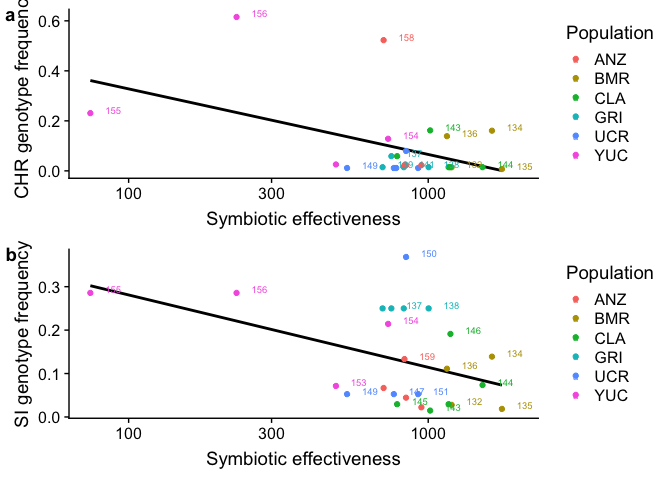 a
CHR genotype frequency
0.6
0.4
0.2
0.0
156
158
155
154
143
136
134
137
149
144
135
100
300
1000
Symbiotic effectiveness
Population
ANZ
BMR
CLA
GRI
UCR
YUC
b
SI genotype frequency
0.3
0.2
0.1
0.0
150
155
156
137
138
154
146
159
136
134
153
144
149
147
151
145
143
132
135
100
300
1000
Symbiotic effectiveness
Population
ANZ
BMR
CLA
GRI
UCR
YUC